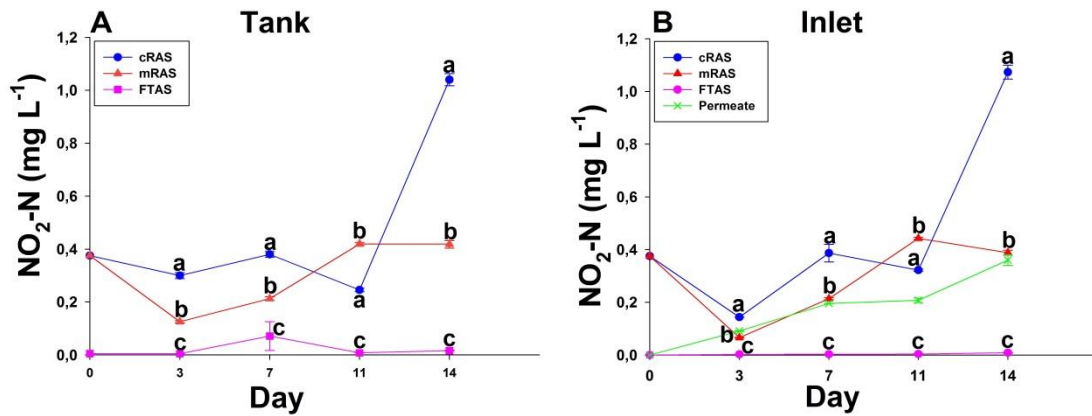 A
Tank
NO2-N (mg L-1)
1,2
1,0
0,8
0,6
0,4
0,2
0,0
cRAS
mRAS
FTAS
a
a
a
a
b
b
b
b
c
c
c
c
0
3
7
11
14
Day
B
Inlet
NO2-N (mg L-1)
1,2
1,0
0,8
0,6
0,4
0,2
0,0
cRAS
mRAS
FTAS
Permeate
a
a
a
a
b
b
b
b
c
c
c
c
0
3
7
11
14
Day